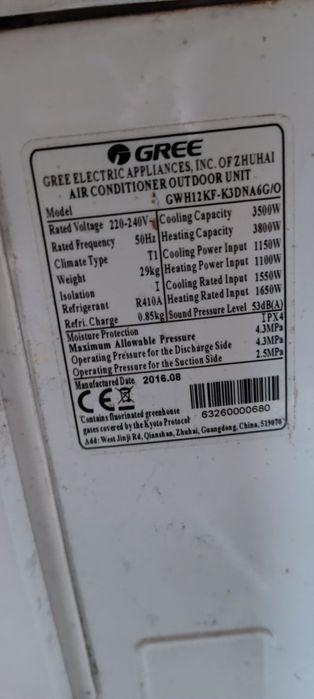 GREE
GREE ELECTRIC APPLIANCES, INC. OF ZHUHAI
AIR CONDITIONER OUTDOOR UNIT
Model GWH12KF-K3DNA6G/O
Rated Voltage 220-240V~ Cooling Capacity 3500W
Rated Frequency 50Hz Heating Capacity 3800W
Climate Type T1 Cooling Power Input 1150W
Weight 29kg Heating Power Input 1100W
Isolation I Cooling Rated Input 1550W
Refrigerant R410A Heating Rated Input 1650W
Refri. Charge 0.85kg Sound Pressure Level 53dB(A)
Moisture Protection IPX4
Maximum Allowable Pressure 4.3MPa
Operating Pressure for the Discharge Side 4.3MPa
Operating Pressure for the Suction Side 2.5MPa
Manufactured Date 2016.08
CE
63260000680
Contains fluorinated greenhouse
gases covered by the Kyoto Protocol
Add: West Jinji Rd, Qianshan, Zhuhai, Guangdong, China, 519070